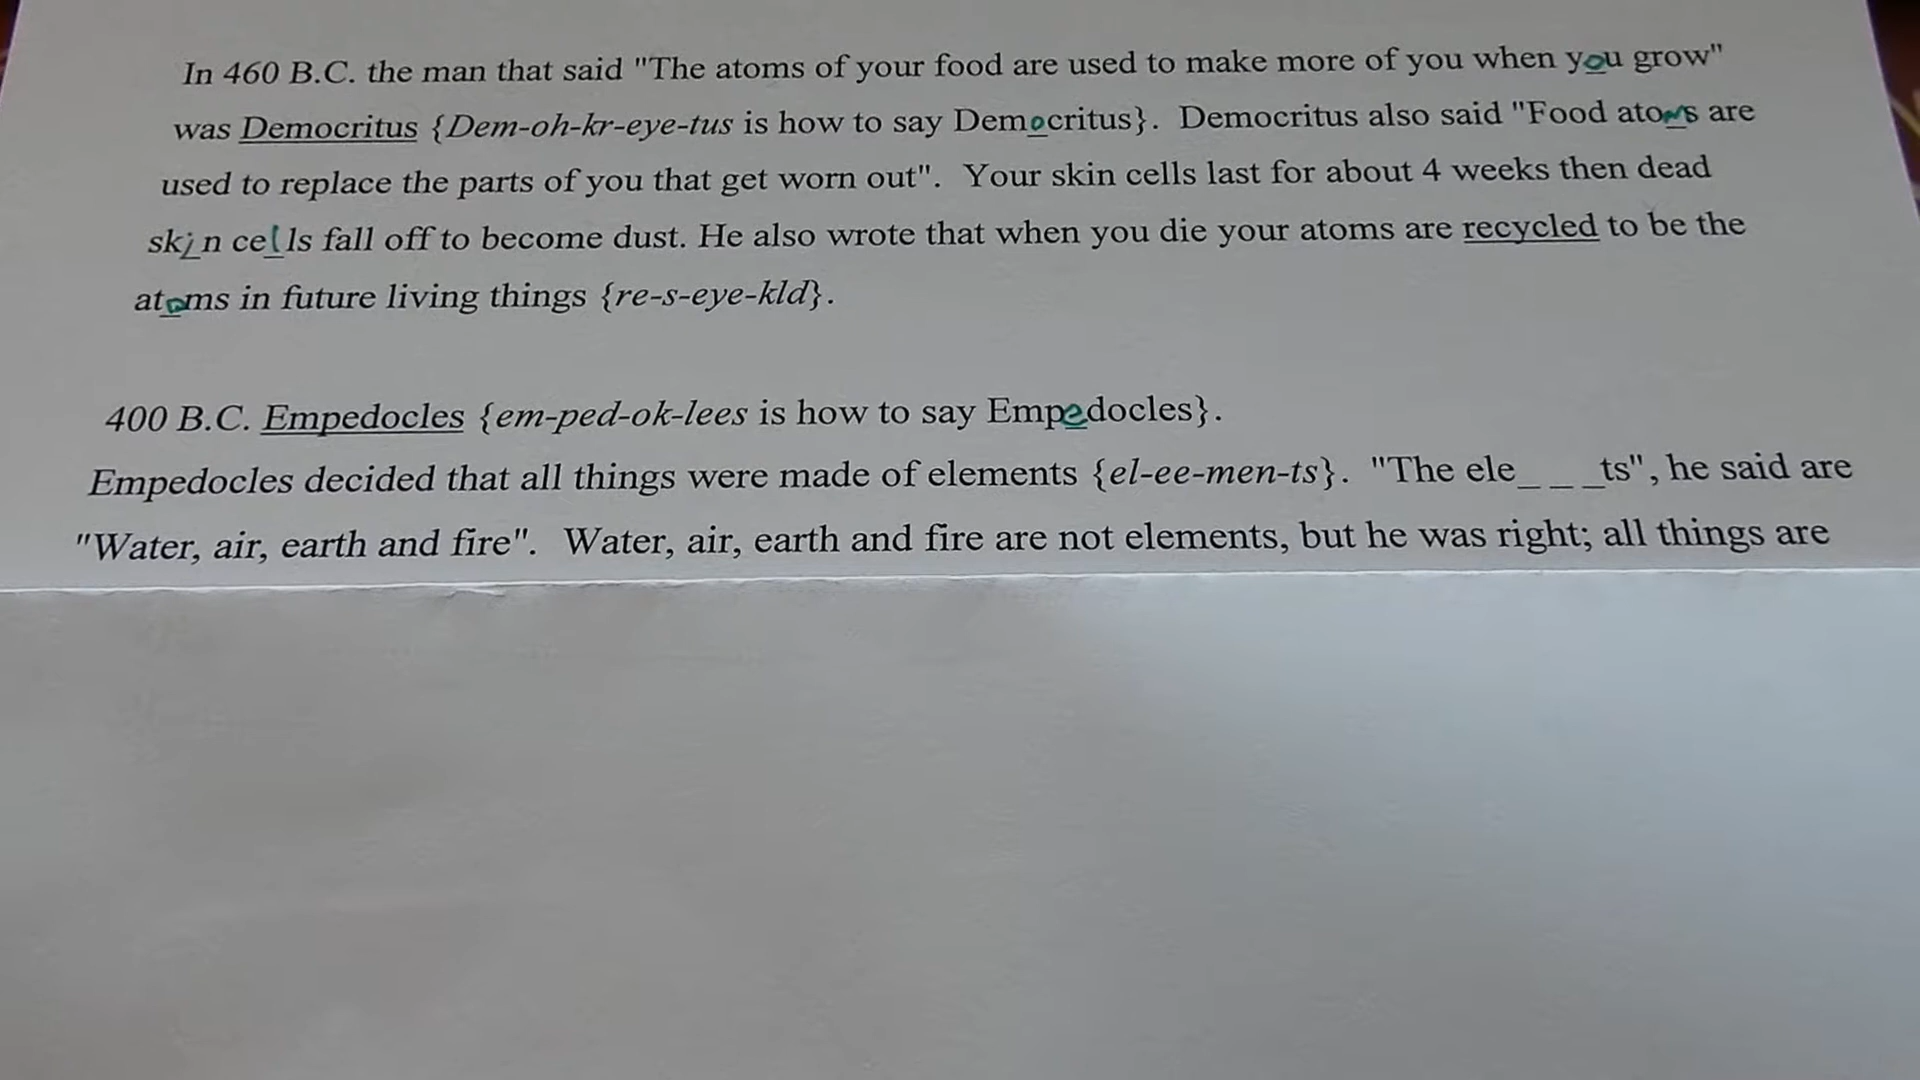 In 460 B.C. the man that said "The atoms of your food are used to make more of you when you grow"
was Democritus {Dem-oh-kr-eye-tus is how to say Democritus}. Democritus also said "Food atoms are
used to replace the parts of you that get worn out". Your skin cells last for about 4 weeks then dead
skin cells fall off to become dust. He also wrote that when you die your atoms are recycled to be the
atoms in future living things {re-s-eye-kld}.
400 B.C. Empedocles {em-ped-ok-lees is how to say Empedocles}.
Empedocles decided that all things were made of elements {el-ee-men-ts}. "The ele_ _ _ts", he said are
"Water, air, earth and fire". Water, air, earth and fire are not elements, but he was right; all things are